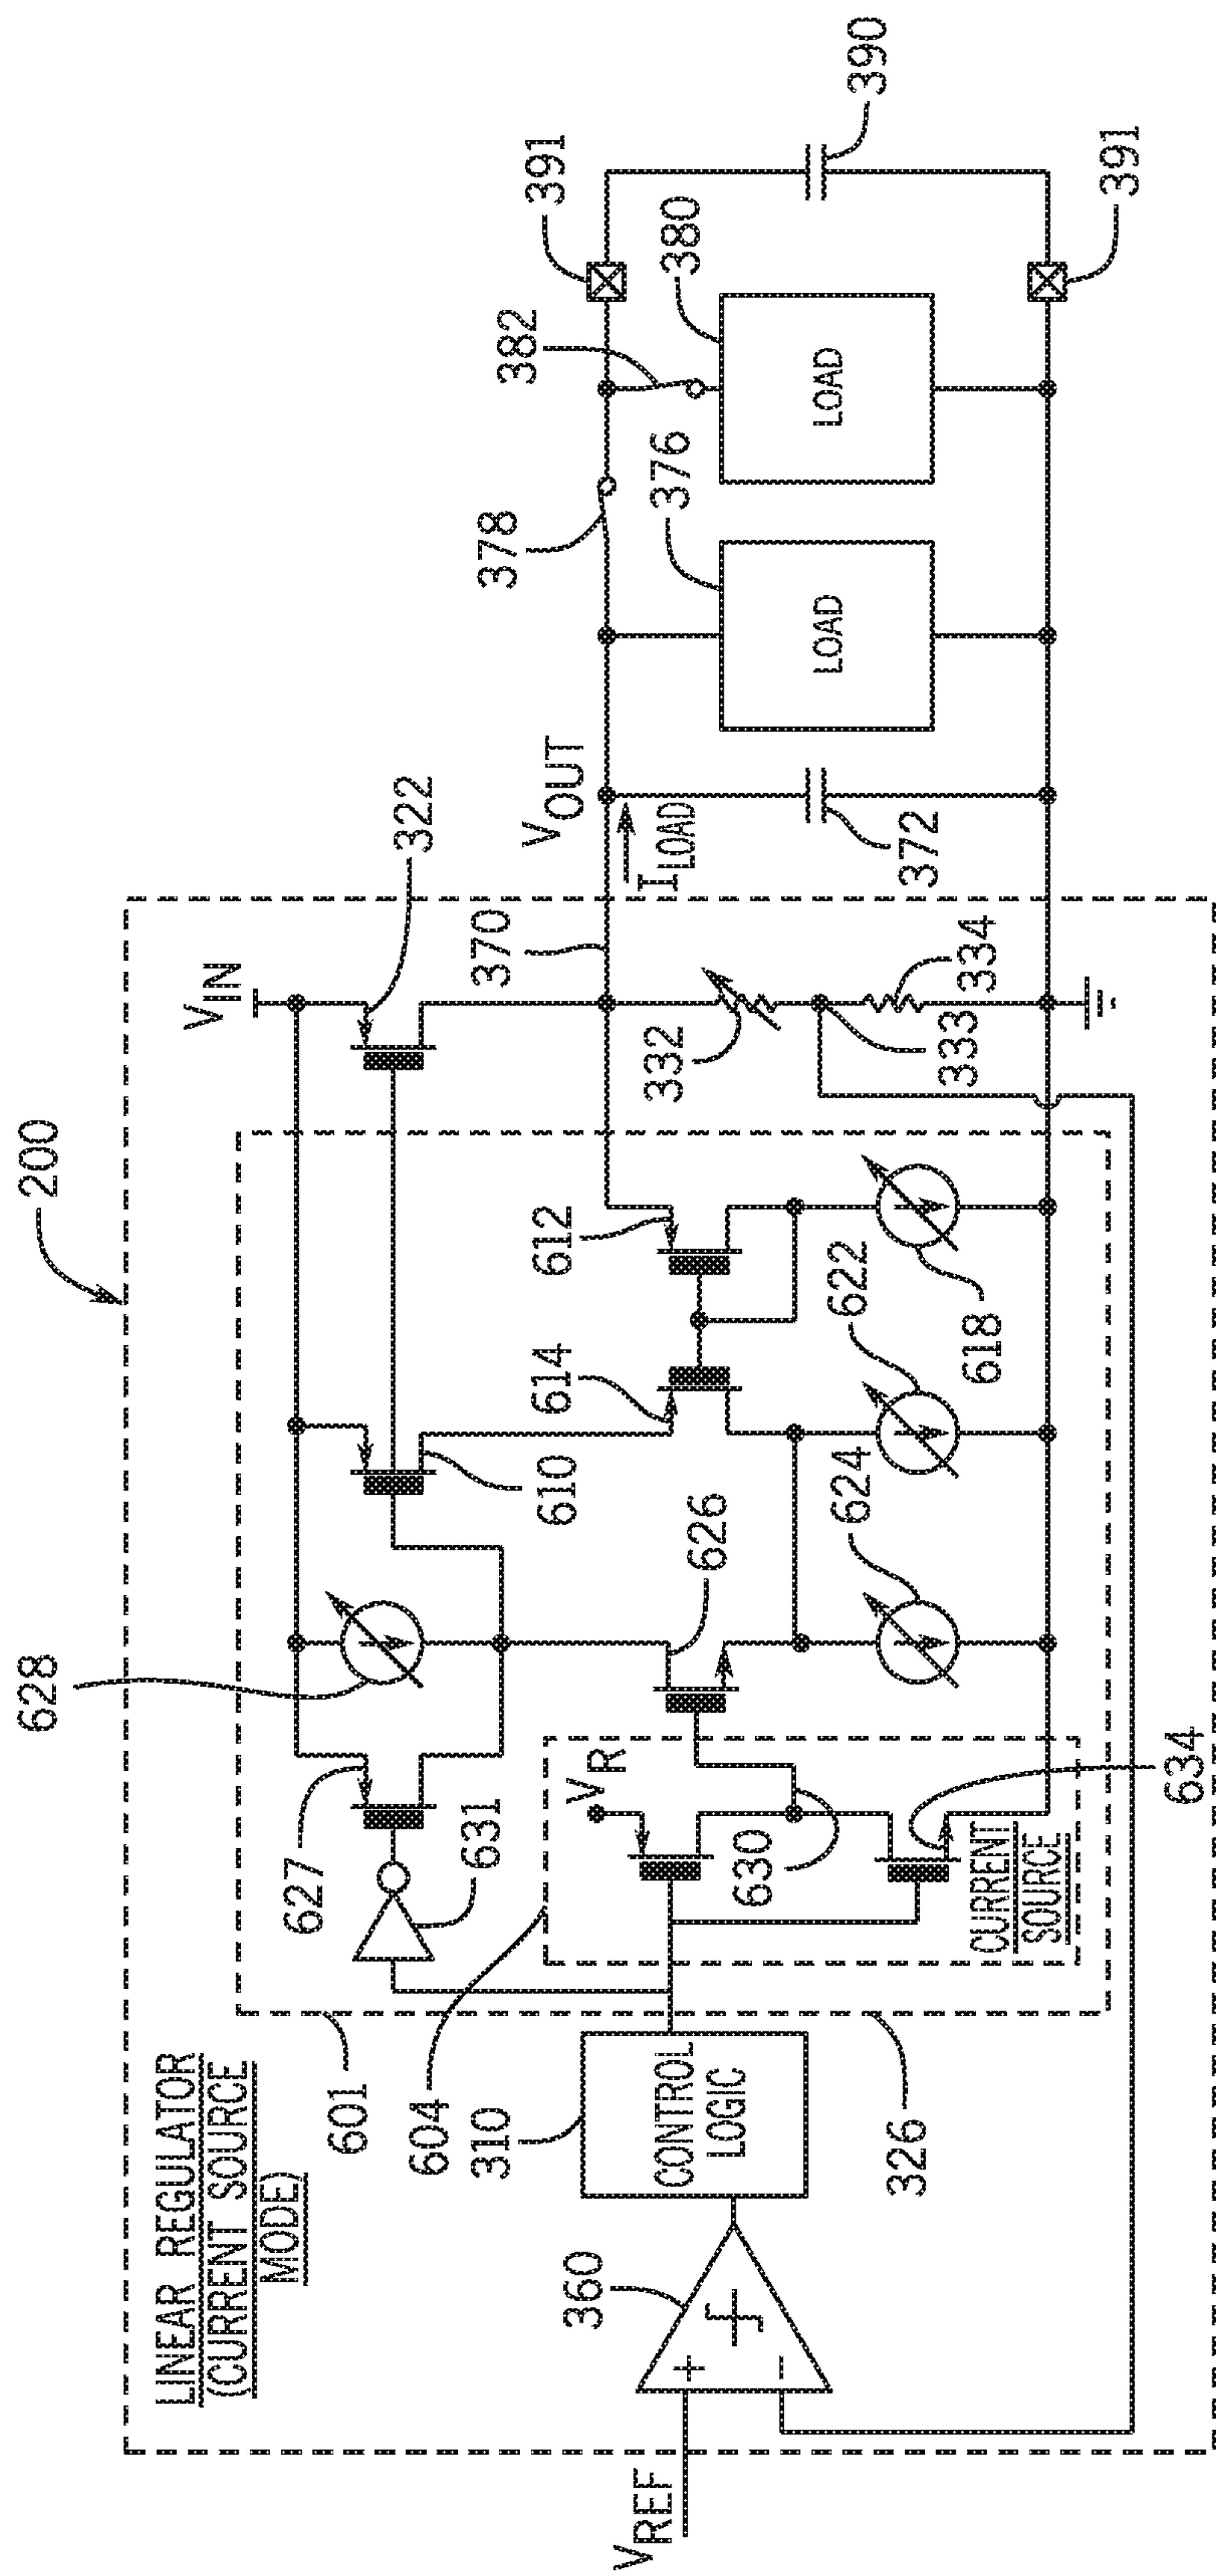 200
628
LINEAR REGULATOR
(CURRENT SOURCE
MODE)
601
604
310
627
631
V_IN
322
V_OUT
370
I_LOAD
378
382
391
390
380
376
LOAD
LOAD
372
332
333
334
612
614
610
626
618
622
624
V_R
630
CURRENT
SOURCE
634
CONTROL
LOGIC
326
360
+
−
V_REF
391